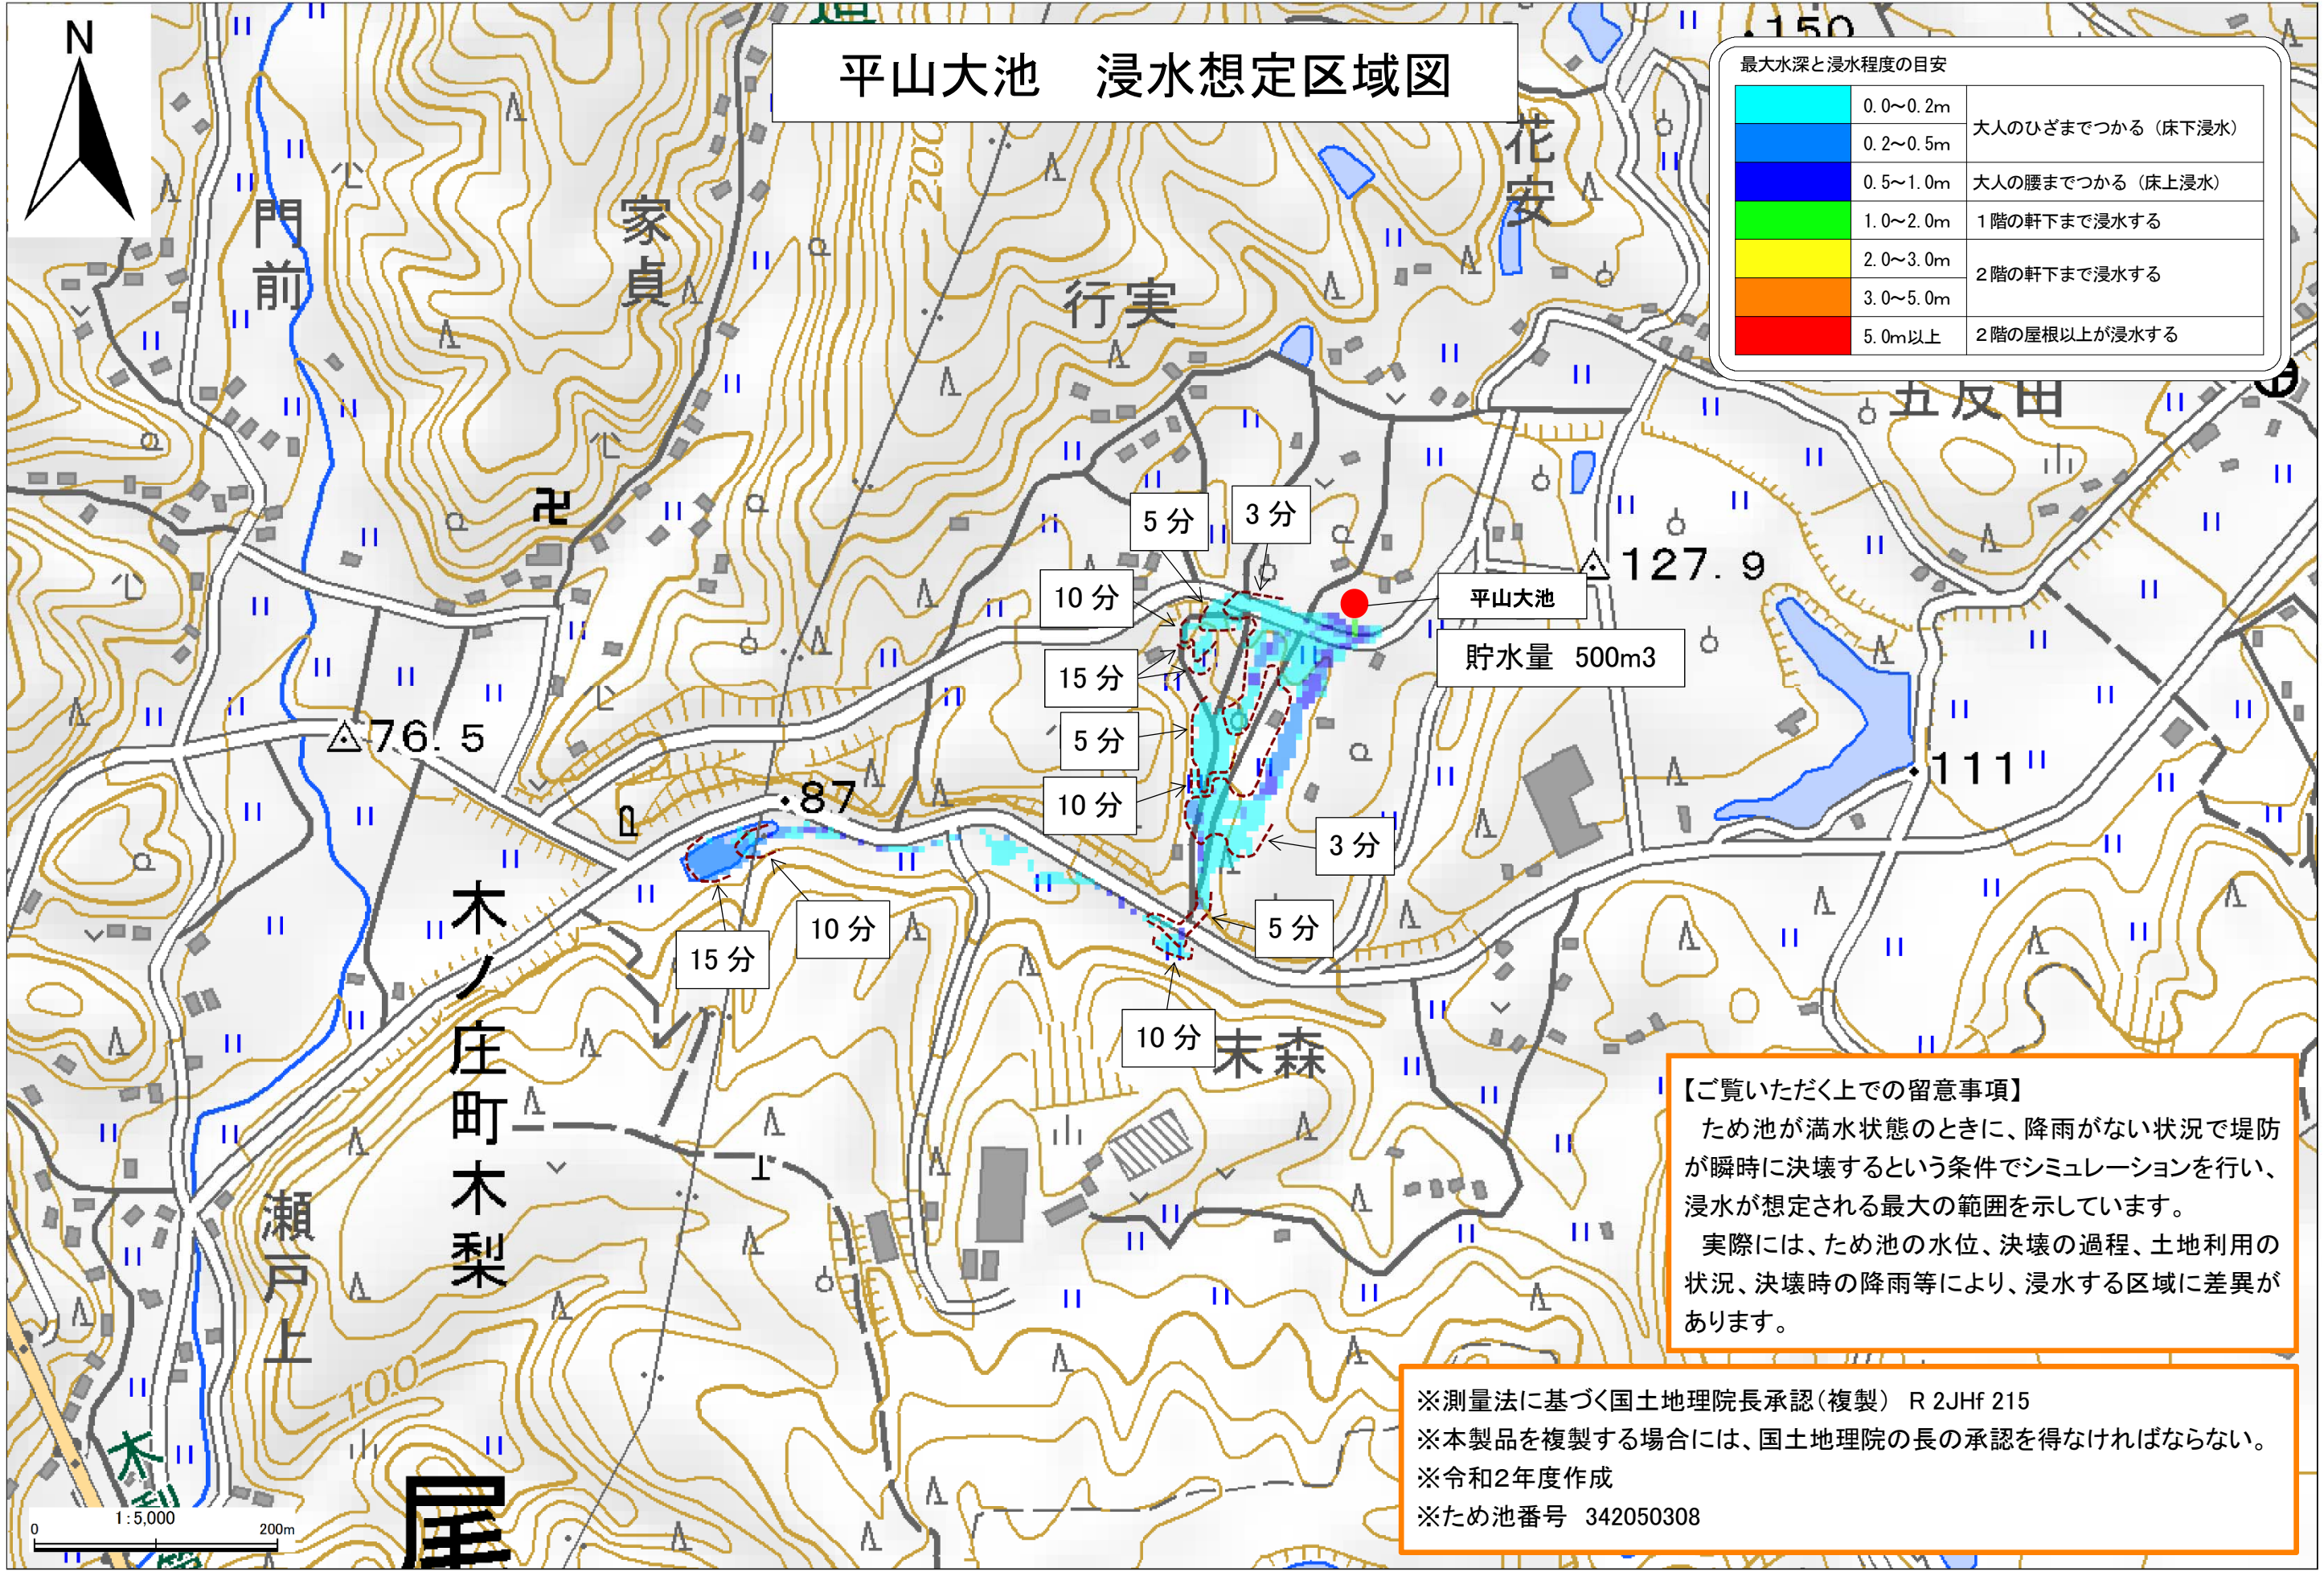 N
平山大池　浸水想定区域図
150
最大水深と浸水程度の目安
0.0～0.2m
大人のひざまでつかる（床下浸水）
0.2～0.5m
0.5～1.0m
大人の腰までつかる（床上浸水）
1.0～2.0m
１階の軒下まで浸水する
2.0～3.0m
２階の軒下まで浸水する
3.0～5.0m
5.0m以上
２階の屋根以上が浸水する
花安
200
門前
家貞
行実
五反田
5分
3分
127.9
10分
平山大池
貯水量　500m3
15分
76.5
5分
111
87
10分
3分
10分
5分
15分
10分
末森
木ノ庄町木梨
瀬戸上
100
木梨
尾
【ご覧いただく上での留意事項】
ため池が満水状態のときに、降雨がない状況で堤防
が瞬時に決壊するという条件でシミュレーションを行い、
浸水が想定される最大の範囲を示しています。
実際には、ため池の水位、決壊の過程、土地利用の
状況、決壊時の降雨等により、浸水する区域に差異が
あります。
※測量法に基づく国土地理院長承認（複製） R 2JHf 215
※本製品を複製する場合には、国土地理院の長の承認を得なければならない。
※令和2年度作成
※ため池番号 342050308
1:5,000
0
200m